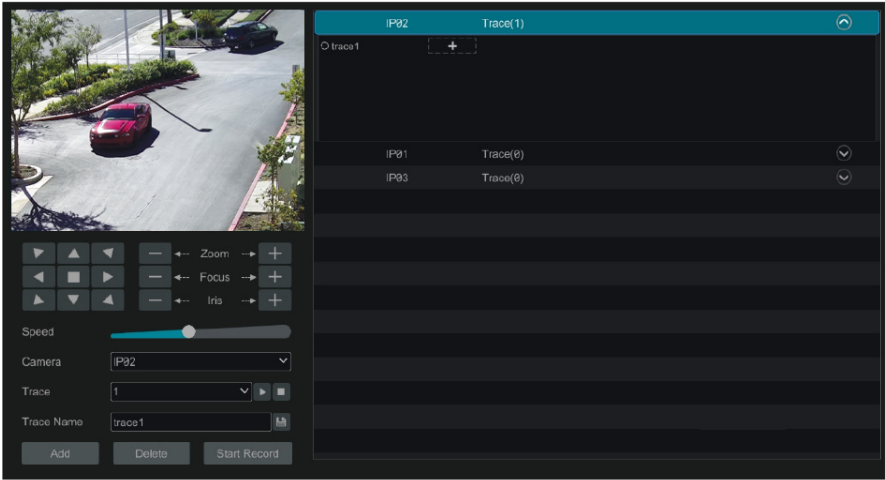 IP02 Trace(1)
trace1 +
IP01 Trace(0)
IP03 Trace(0)
Zoom
Focus
Iris
Speed
Camera IP02
Trace 1
Trace Name trace1
Add Delete Start Record